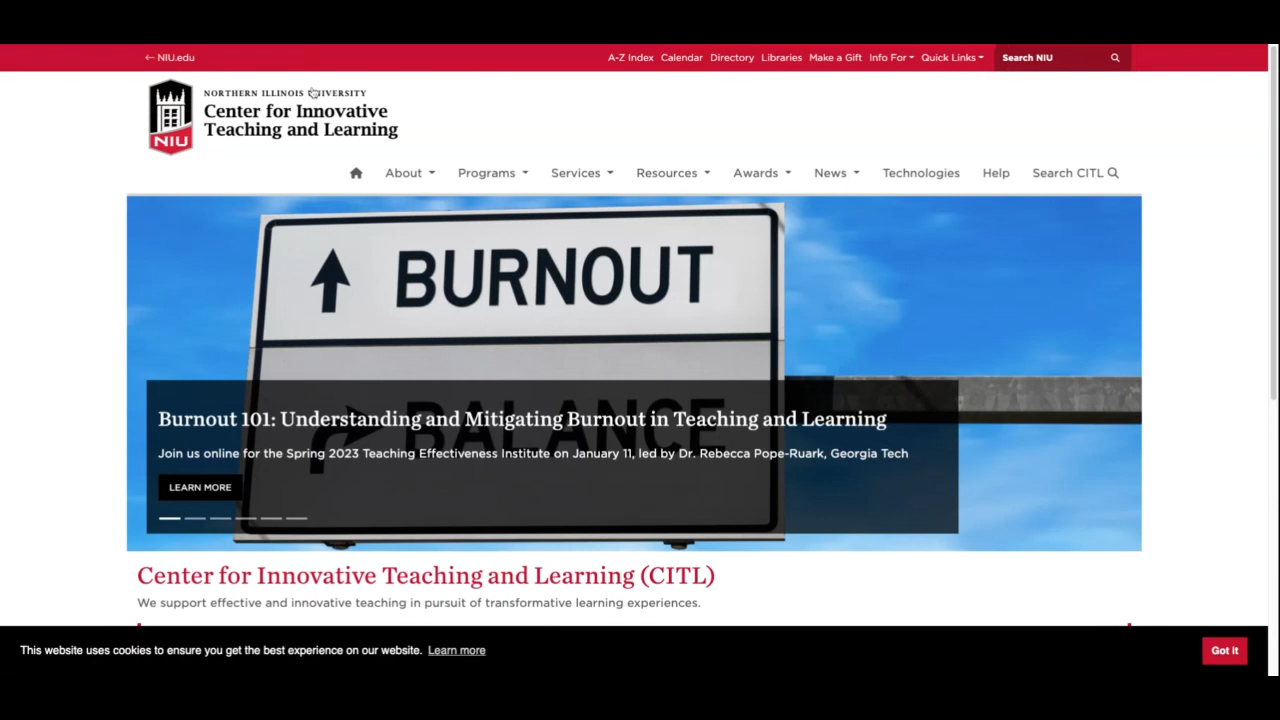 ← NIU.edu
A-Z Index Calendar Directory Libraries Make a Gift Info For Quick Links Search NIU
NORTHERN ILLINOIS UNIVERSITY
Center for Innovative
Teaching and Learning
NIU
About Programs Services Resources Awards News Technologies Help Search CITL
BURNOUT
BALANCE
Burnout 101: Understanding and Mitigating Burnout in Teaching and Learning
Join us online for the Spring 2023 Teaching Effectiveness Institute on January 11, led by Dr. Rebecca Pope-Ruark, Georgia Tech
LEARN MORE
Center for Innovative Teaching and Learning (CITL)
We support effective and innovative teaching in pursuit of transformative learning experiences.
This website uses cookies to ensure you get the best experience on our website. Learn more
Got it